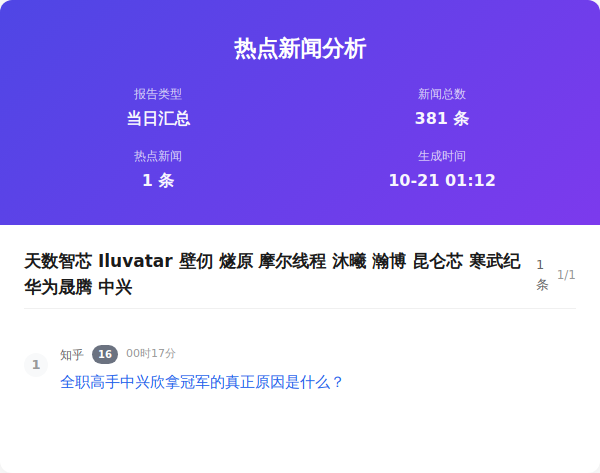 热点新闻分析
报告类型
新闻总数
当日汇总
381 条
热点新闻
生成时间
1 条
10-21 01:12
天数智芯 Iluvatar 壁仞 燧原 摩尔线程 沐曦 瀚博 昆仑芯 寒武纪
华为晟腾 中兴
1
条
1/1
1
知乎 16 00时17分
全职高手中兴欣拿冠军的真正原因是什么？